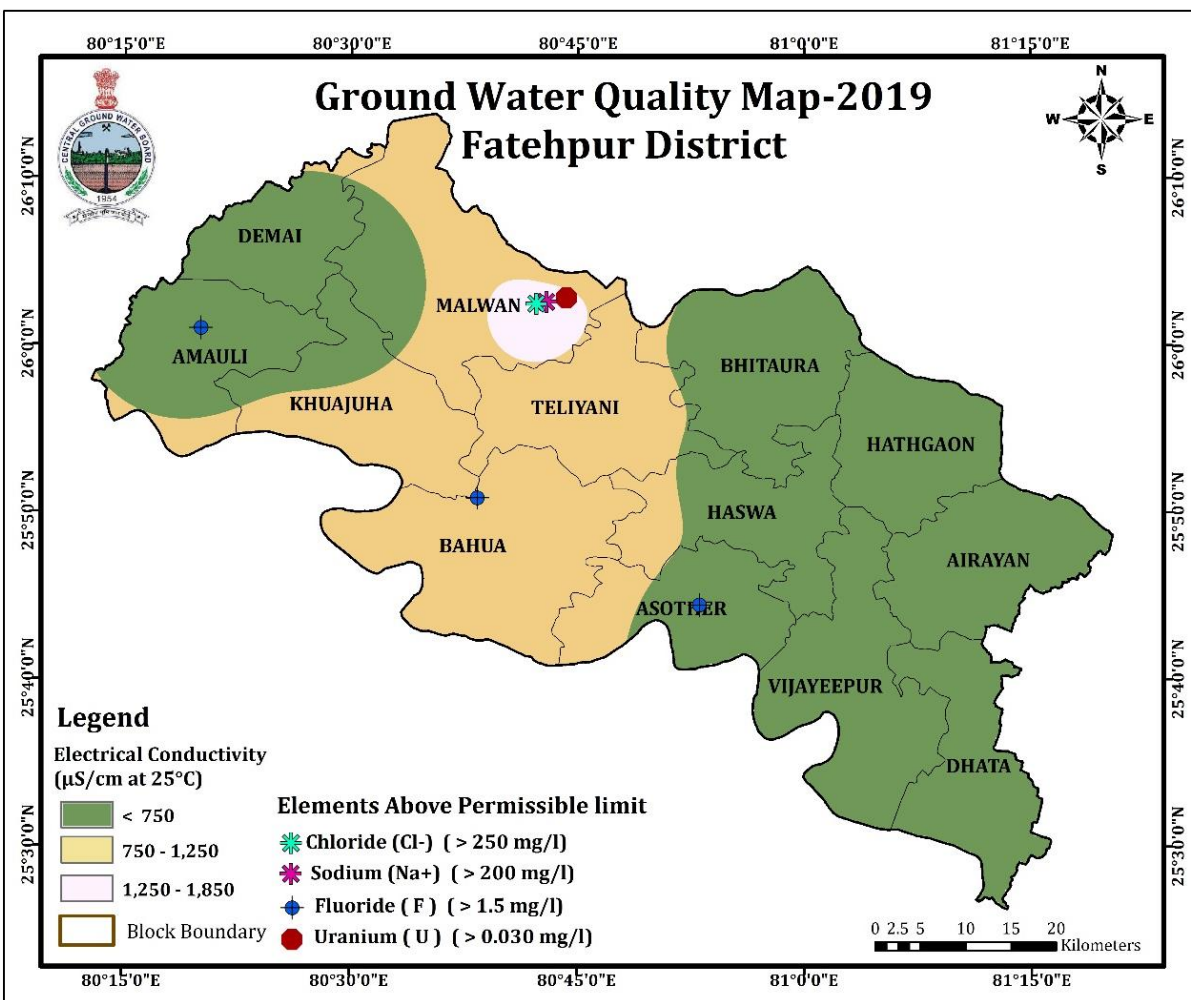 80°15'0"E 80°30'0"E 80°45'0"E 81°0'0"E 81°15'0"E
Ground Water Quality Map-2019
Fatehpur District
CENTRAL GROUND WATER BOARD
1954
N
W E
S
26°10'0"N 26°10'0"N
DEMAI
MALWAN
26°0'0"N 26°0'0"N
AMAULI
BHITAURA
KHUAJUHA
TELIYANI
HATHGAON
25°50'0"N 25°50'0"N
HASWA
BAHUA
AIRAYAN
ASOTHER
25°40'0"N 25°40'0"N
VIJAYEEPUR
DHATA
25°30'0"N 25°30'0"N
Legend
Electrical Conductivity
(µS/cm at 25°C)
< 750
750 - 1,250
1,250 - 1,850
Block Boundary
Elements Above Permissible limit
Chloride (Cl-) ( > 250 mg/l)
Sodium (Na+) ( > 200 mg/l)
Fluoride ( F ) ( > 1.5 mg/l)
Uranium ( U ) ( > 0.030 mg/l)
0 2.5 5 10 15 20
Kilometers
80°15'0"E 80°30'0"E 80°45'0"E 81°0'0"E 81°15'0"E